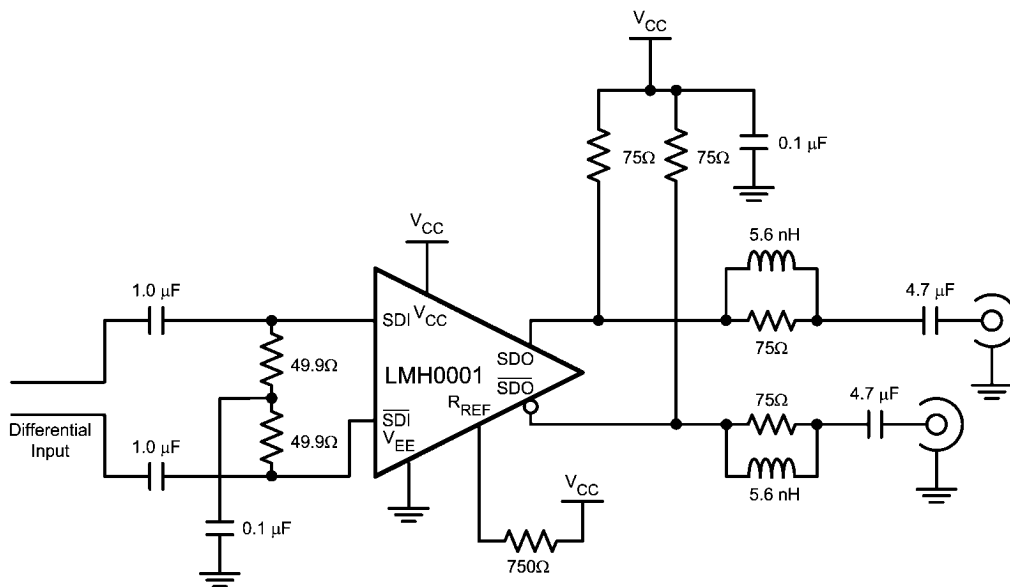 V_CC
75Ω
75Ω
0.1 µF
V_CC
5.6 nH
1.0 µF
4.7 µF
SDI
V_CC
75Ω
49.9Ω
SDO
LMH0001
S̅D̅O̅
R_REF
75Ω
4.7 µF
Differential
Input
1.0 µF
49.9Ω
S̅D̅I̅
V_EE
V_CC
5.6 nH
0.1 µF
750Ω